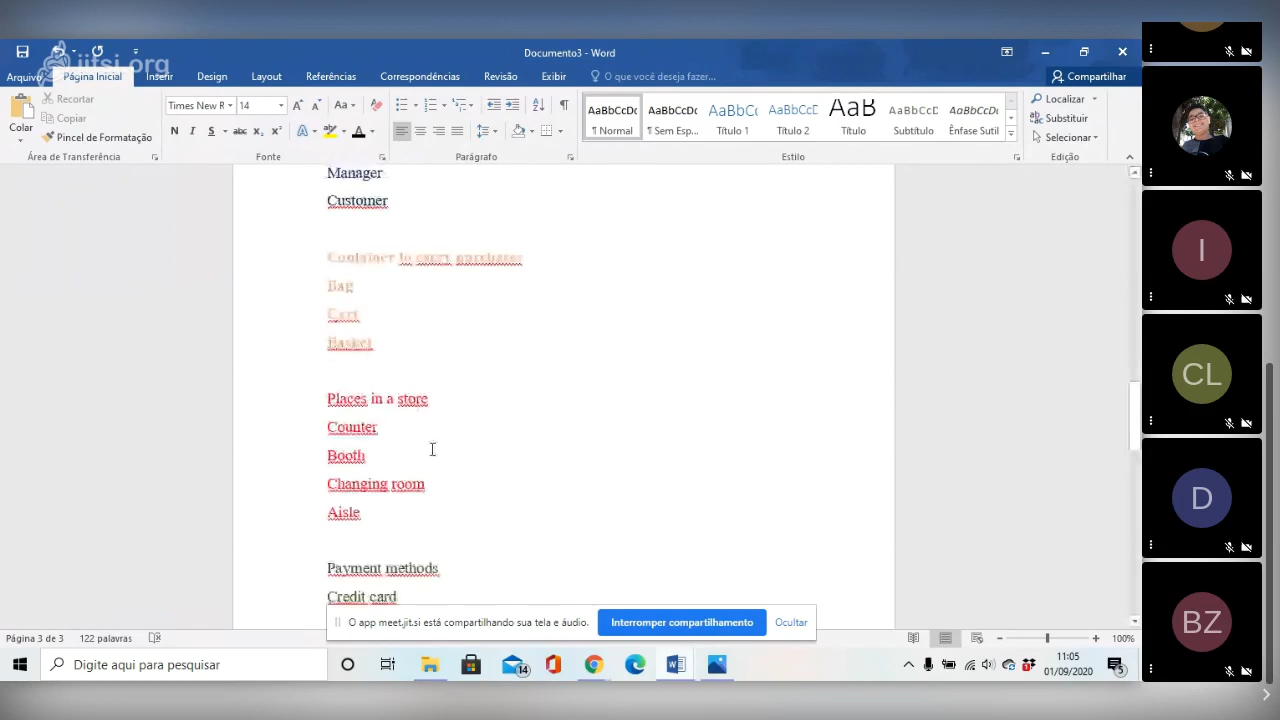 jitsi.org
Documento3 - Word
Arquivo Página Inicial Inserir Design Layout Referências Correspondências Revisão Exibir O que você deseja fazer... Compartilhar
Colar
Recortar
Copiar
Pincel de Formatação
Área de Transferência
Times New R 14
Fonte
Parágrafo
AaBbCcDc AaBbCcDc AaBbCc AaBbCcD AaB AaBbCcD AaBbCcDc
¶ Normal ¶ Sem Esp... Título 1 Título 2 Título Subtítulo Ênfase Sutil
Estilo
Localizar
Substituir
Selecionar
Edição
Manager
Customer
Container to carry purchases
Bag
Cart
Basket
Places in a store
Counter
Booth
Changing room
Aisle
Payment methods
Credit card
O app meet.jit.si está compartilhando sua tela e áudio. Interromper compartilhamento Ocultar
Página 3 de 3 122 palavras 100%
Digite aqui para pesquisar
14
11:05
01/09/2020
I
CL
D
BZ